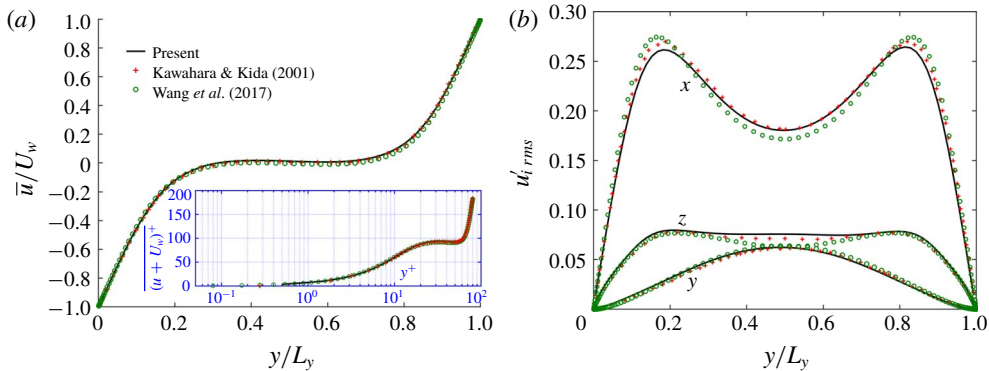 (a)
1.0
0.8
0.6
0.4
0.2
0
−0.2
−0.4
−0.6
−0.8
−1.0
u̅/U_w
Present
Kawahara & Kida (2001)
Wang et al. (2017)
200
150
100
50
0
(u + U_w)⁺
y⁺
10⁻¹ 10⁰ 10¹ 10²
0 0.2 0.4 0.6 0.8 1.0
y/L_y
(b)
0.30
0.25
0.20
0.15
0.10
0.05
u′_i rms
x
z
y
0 0.2 0.4 0.6 0.8 1.0
y/L_y